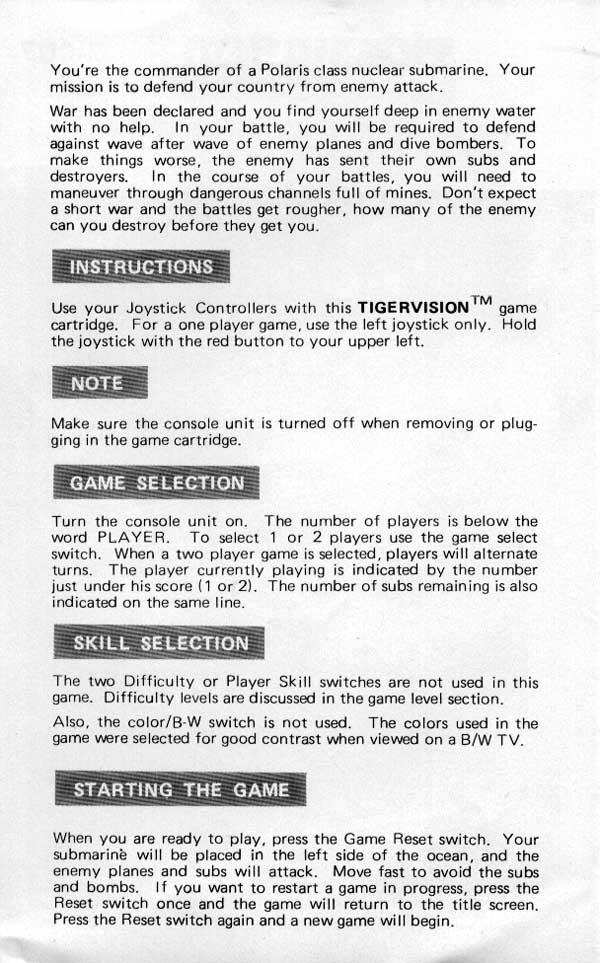 You're the commander of a Polaris class nuclear submarine. Your
mission is to defend your country from enemy attack.
War has been declared and you find yourself deep in enemy water
with no help. In your battle, you will be required to defend
against wave after wave of enemy planes and dive bombers. To
make things worse, the enemy has sent their own subs and
destroyers. In the course of your battles, you will need to
maneuver through dangerous channels full of mines. Don't expect
a short war and the battles get rougher, how many of the enemy
can you destroy before they get you.
INSTRUCTIONS
Use your Joystick Controllers with this TIGERVISION™ game
cartridge. For a one player game, use the left joystick only. Hold
the joystick with the red button to your upper left.
NOTE
Make sure the console unit is turned off when removing or plug-
ging in the game cartridge.
GAME SELECTION
Turn the console unit on. The number of players is below the
word PLAYER. To select 1 or 2 players use the game select
switch. When a two player game is selected, players will alternate
turns. The player currently playing is indicated by the number
just under his score (1 or 2). The number of subs remaining is also
indicated on the same line.
SKILL SELECTION
The two Difficulty or Player Skill switches are not used in this
game. Difficulty levels are discussed in the game level section.
Also, the color/B-W switch is not used. The colors used in the
game were selected for good contrast when viewed on a B/W TV.
STARTING THE GAME
When you are ready to play, press the Game Reset switch. Your
submarine will be placed in the left side of the ocean, and the
enemy planes and subs will attack. Move fast to avoid the subs
and bombs. If you want to restart a game in progress, press the
Reset switch once and the game will return to the title screen.
Press the Reset switch again and a new game will begin.